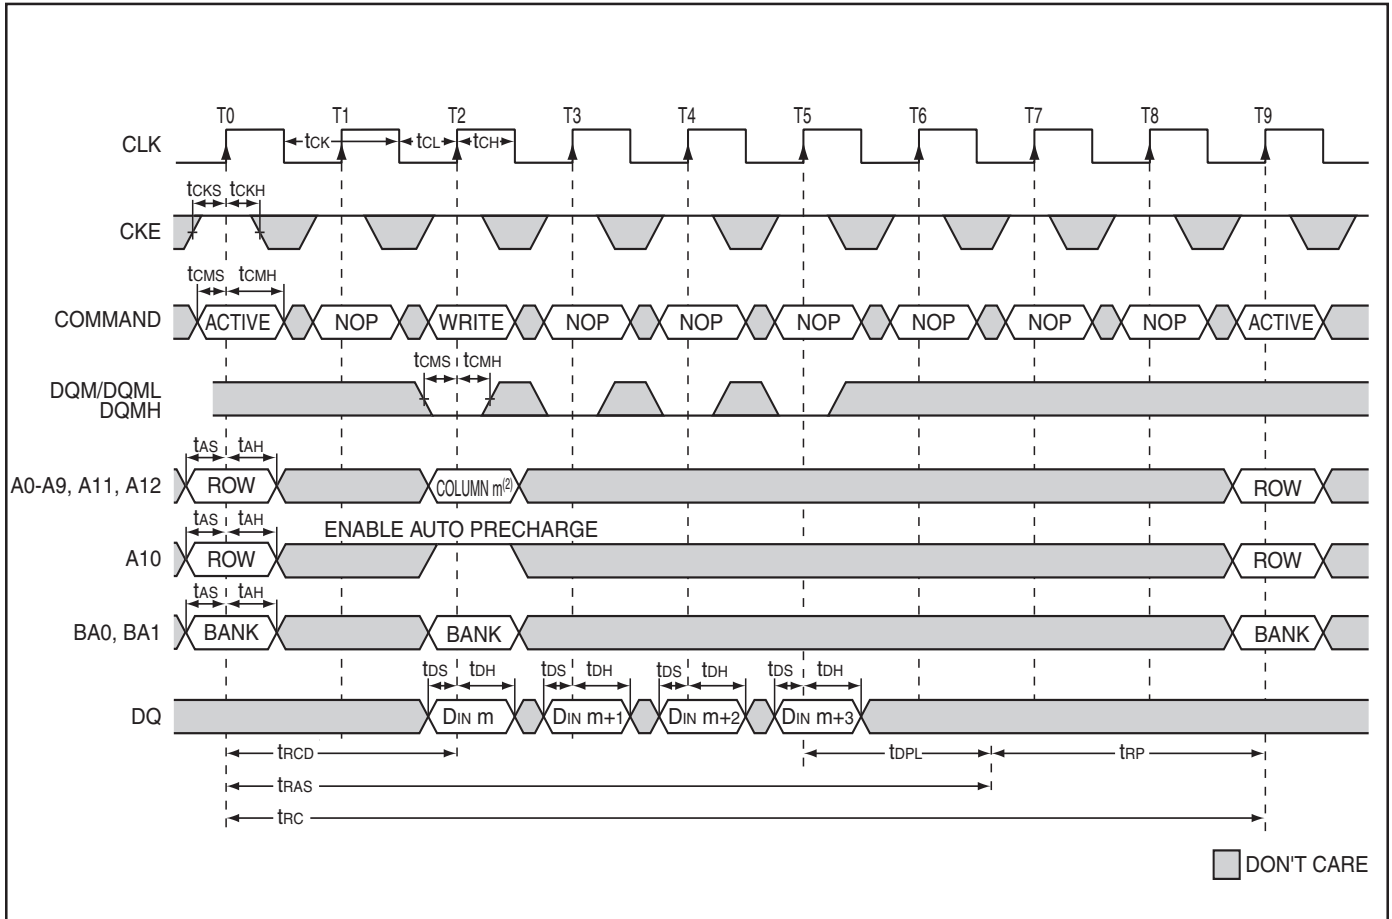 T0 T1 T2 T3 T4 T5 T6 T7 T8 T9
CLK
tCK tCL tCH
tCKS tCKH
CKE
tCMS tCMH
COMMAND ACTIVE NOP WRITE NOP NOP NOP NOP NOP NOP ACTIVE
tCMS tCMH
DQM/DQML
DQMH
tAS tAH
A0-A9, A11, A12 ROW COLUMN m(2) ROW
tAS tAH
ENABLE AUTO PRECHARGE
A10 ROW ROW
tAS tAH
BA0, BA1 BANK BANK BANK
tDS tDH tDS tDH tDS tDH tDS tDH
DQ DIN m DIN m+1 DIN m+2 DIN m+3
tRCD tDPL tRP
tRAS
tRC
DON'T CARE